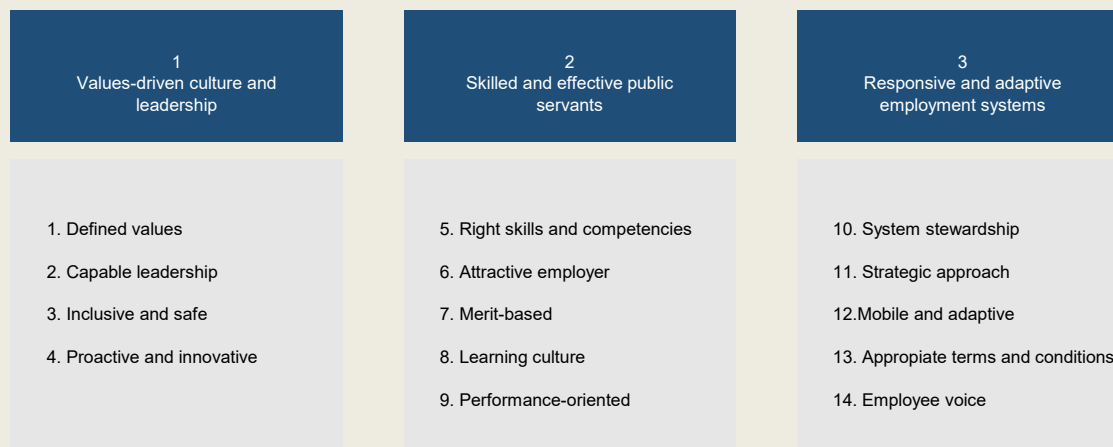 1
Values-driven culture and
leadership
1. Defined values
2. Capable leadership
3. Inclusive and safe
4. Proactive and innovative
2
Skilled and effective public
servants
5. Right skills and competencies
6. Attractive employer
7. Merit-based
8. Learning culture
9. Performance-oriented
3
Responsive and adaptive
employment systems
10. System stewardship
11. Strategic approach
12.Mobile and adaptive
13. Appropiate terms and conditions
14. Employee voice